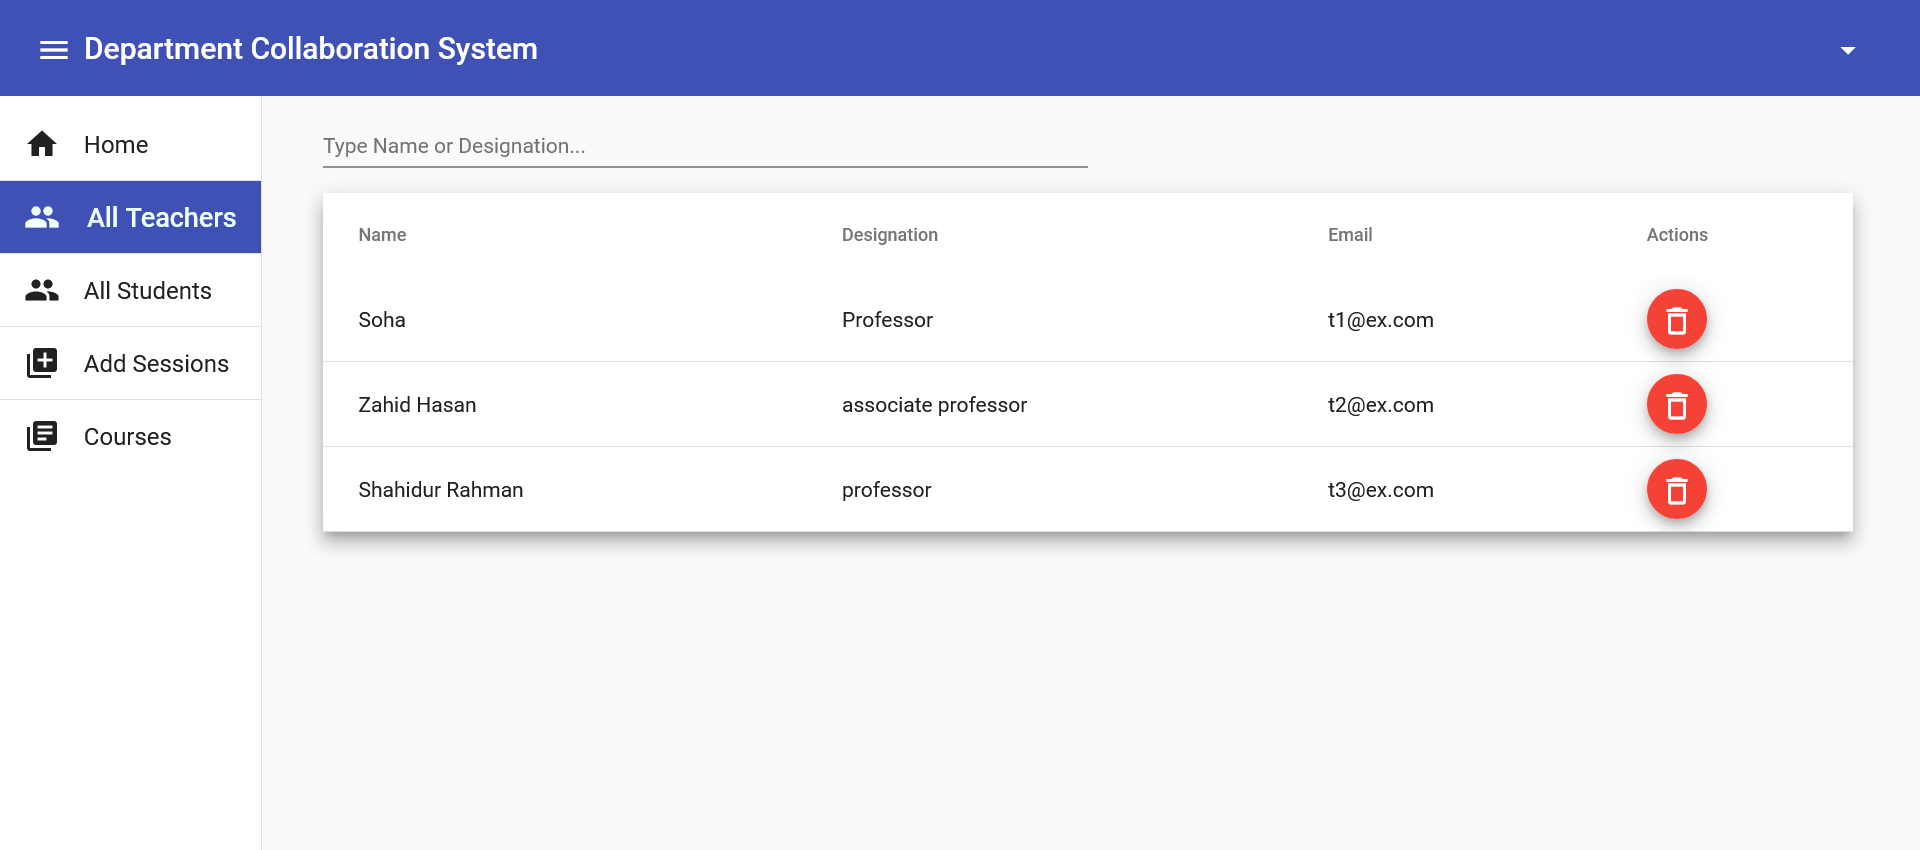 Department Collaboration System
Home
All Teachers
All Students
Add Sessions
Courses
Type Name or Designation...
Name Designation Email Actions
Soha Professor t1@ex.com
Zahid Hasan associate professor t2@ex.com
Shahidur Rahman professor t3@ex.com